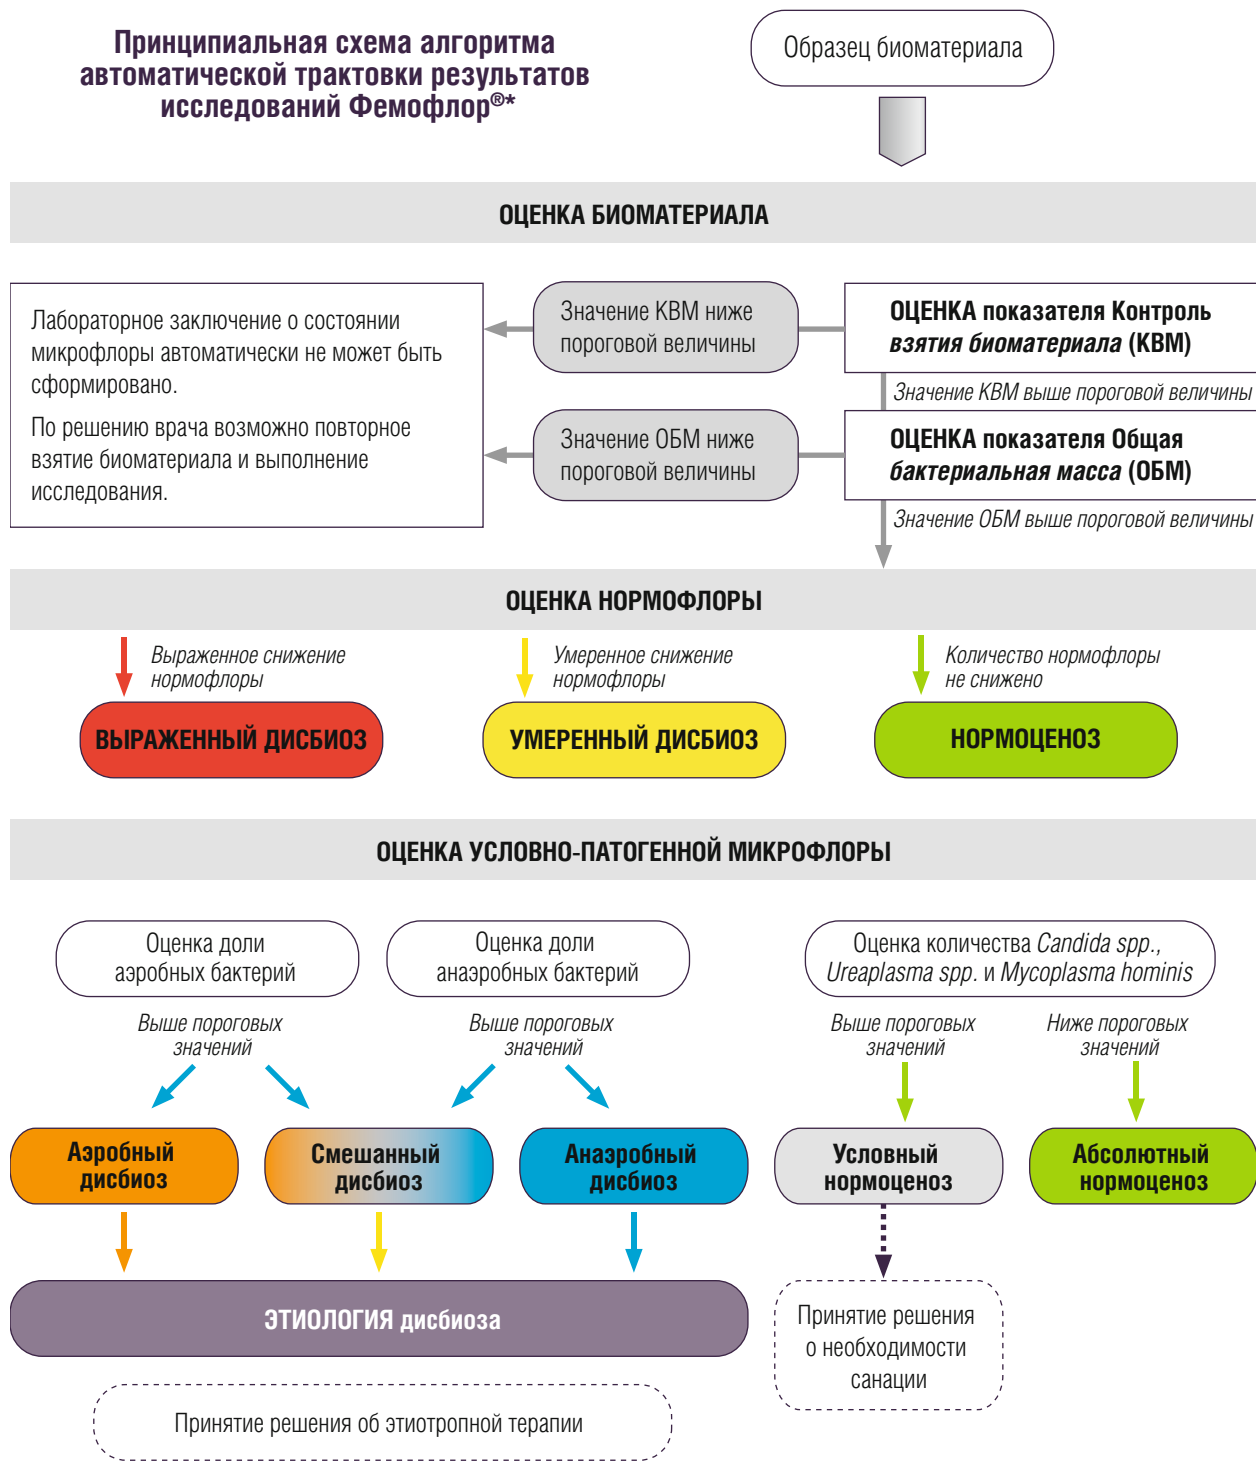 Принципиальная схема алгоритма
автоматической трактовки результатов
исследований Фемофлор®*
Образец биоматериала
ОЦЕНКА БИОМАТЕРИАЛА
Лабораторное заключение о состоянии
микрофлоры автоматически не может быть
сформировано.
По решению врача возможно повторное
взятие биоматериала и выполнение
исследования.
Значение КВМ ниже
пороговой величины
ОЦЕНКА показателя Контроль
взятия биоматериала (КВМ)
Значение КВМ выше пороговой величины
Значение ОБМ ниже
пороговой величины
ОЦЕНКА показателя Общая
бактериальная масса (ОБМ)
Значение ОБМ выше пороговой величины
ОЦЕНКА НОРМОФЛОРЫ
Выраженное снижение
нормофлоры
Умеренное снижение
нормофлоры
Количество нормофлоры
не снижено
ВЫРАЖЕННЫЙ ДИСБИОЗ
УМЕРЕННЫЙ ДИСБИОЗ
НОРМОЦЕНОЗ
ОЦЕНКА УСЛОВНО-ПАТОГЕННОЙ МИКРОФЛОРЫ
Оценка доли
аэробных бактерий
Оценка доли
анаэробных бактерий
Оценка количества Candida spp.,
Ureaplasma spp. и Mycoplasma hominis
Выше пороговых
значений
Выше пороговых
значений
Выше пороговых
значений
Ниже пороговых
значений
Аэробный
дисбиоз
Смешанный
дисбиоз
Анаэробный
дисбиоз
Условный
нормоценоз
Абсолютный
нормоценоз
ЭТИОЛОГИЯ дисбиоза
Принятие решения
о необходимости
санации
Принятие решения об этиотропной терапии